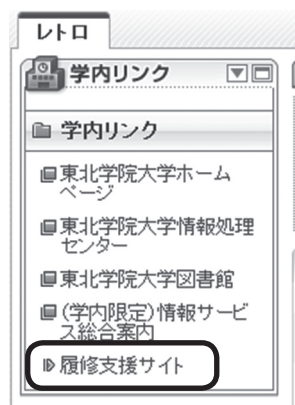 レトロ
学内リンク
学内リンク
東北学院大学ホーム
ページ
東北学院大学情報処理
センター
東北学院大学図書館
(学内限定)情報サービ
ス総合案内
履修支援サイト